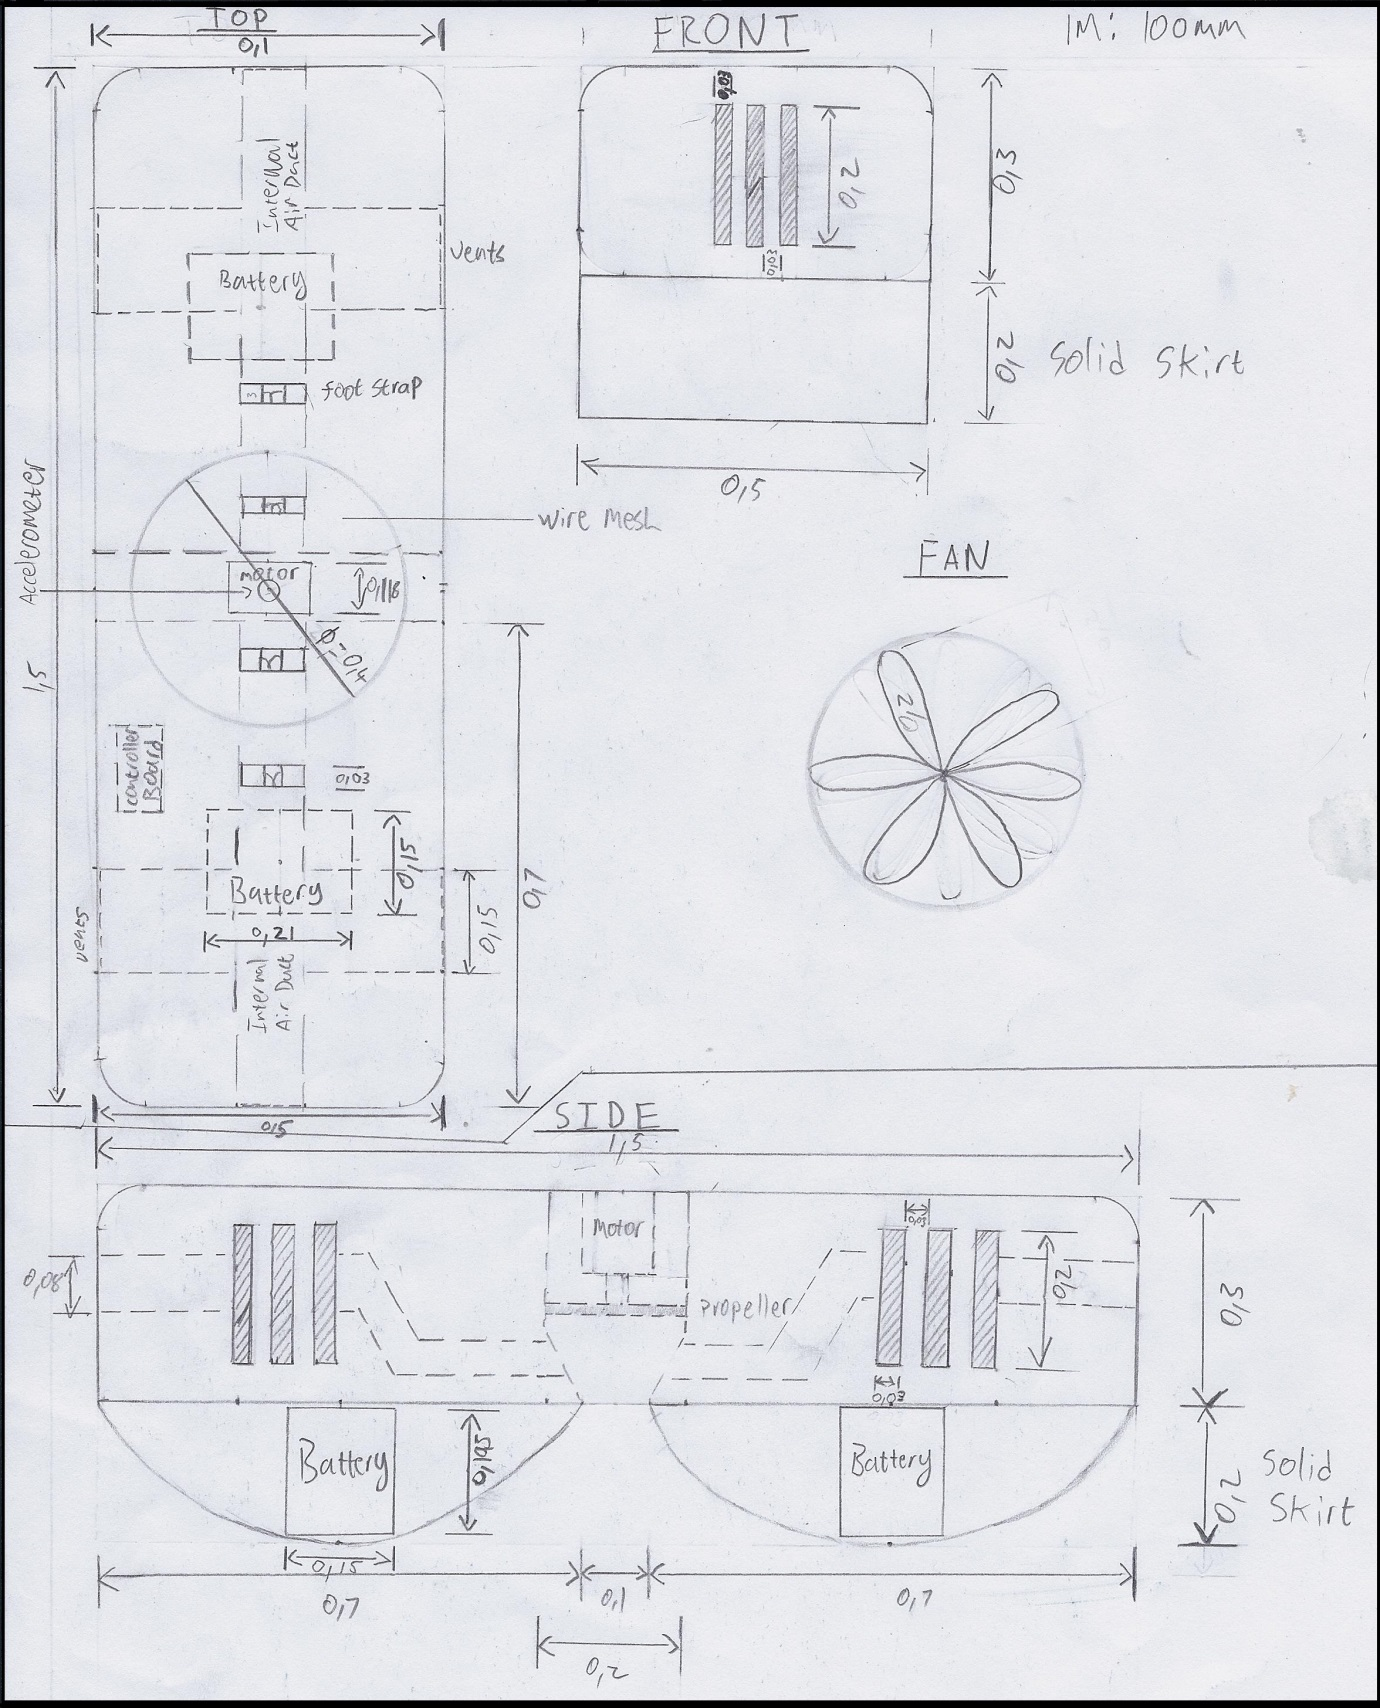 TOP
0,1
FRONT
1M: 100mm
Internal
Air Duct
vents
Battery
foot strap
0,2
0,03
0,3
0,2
Solid Skirt
0,5
Accelerometer
1,5
wire mesh
motor
0,118
Ø=0,4
FAN
0,2
controller
Board
0,03
Battery
0,15
0,21
0,15
0,7
vents
Internal
Air Duct
0,5
SIDE
1,5
Motor
0,08
propeller
0,03
0,2
0,03
0,3
Battery
0,195
Battery
0,2
Solid
Skirt
0,15
0,7
0,1
0,7
0,2